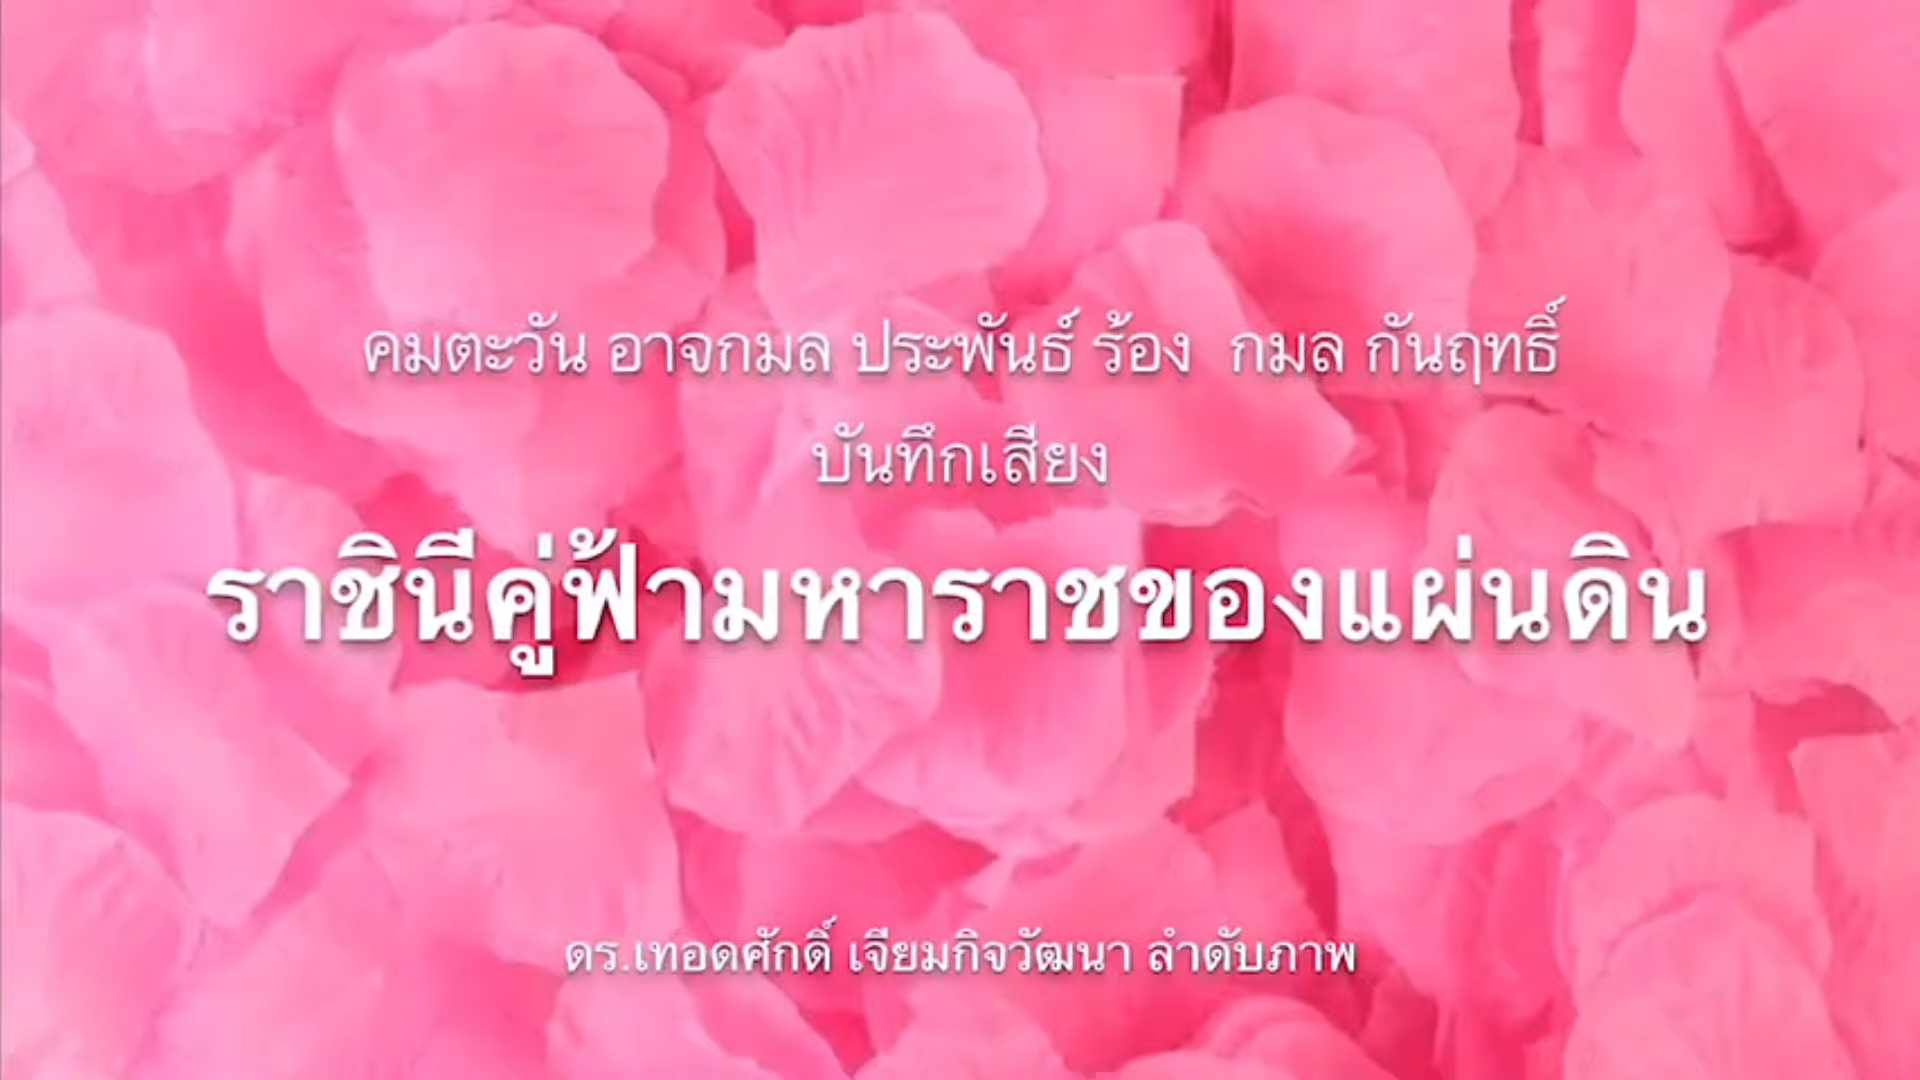 คมตะวัน อาจกมล ประพันธ์ ร้อง กมล กันฤทธิ์
บันทึกเสียง
ราชินีคู่ฟ้ามหาราชของแผ่นดิน
ดร.เทอดศักดิ์ เจียมกิจวัฒนา ลำดับภาพ